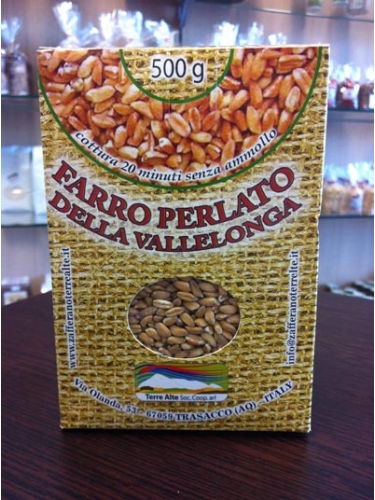 500 g
cottura 20 minuti senza ammollo
FARRO PERLATO
DELLA VALLELONGA
www.zafferanoterrealte.it
info@zafferanoterrealte.it
Terre Alte Soc. Coop. arl
Via Olanda, 53 - 67059 TRASACCO (AQ) - ITALY